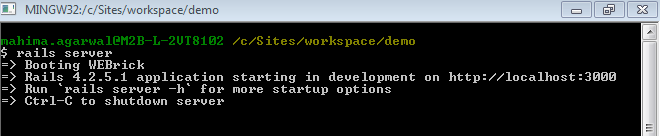 MINGW32:/c/Sites/workspace/demo
mahima.agarwal@M2B-L-2VT8102 /c/Sites/workspace/demo
$ rails server
=> Booting WEBrick
=> Rails 4.2.5.1 application starting in development on http://localhost:3000
=> Run `rails server -h` for more startup options
=> Ctrl-C to shutdown server